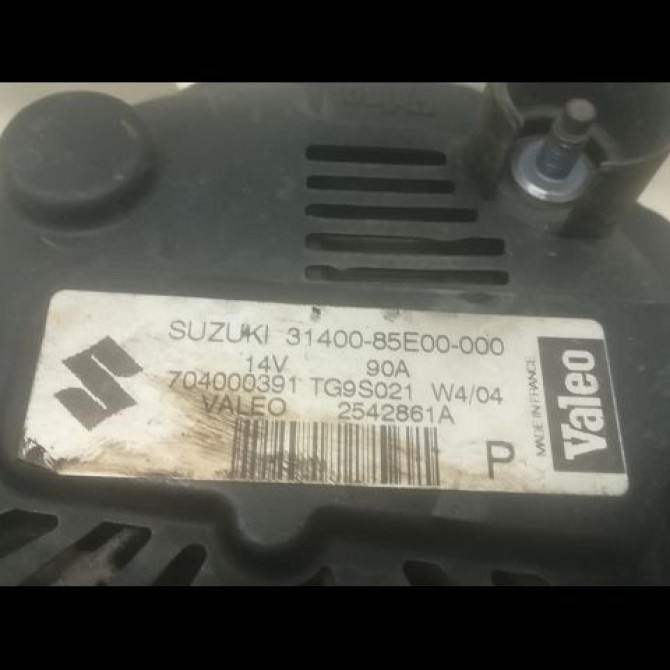 SUZUKI 31400-85E00-000
14V 90A
704000391 TG9S021 W4/04
VALEO 2542861A
P
MADE IN FRANCE
Valeo